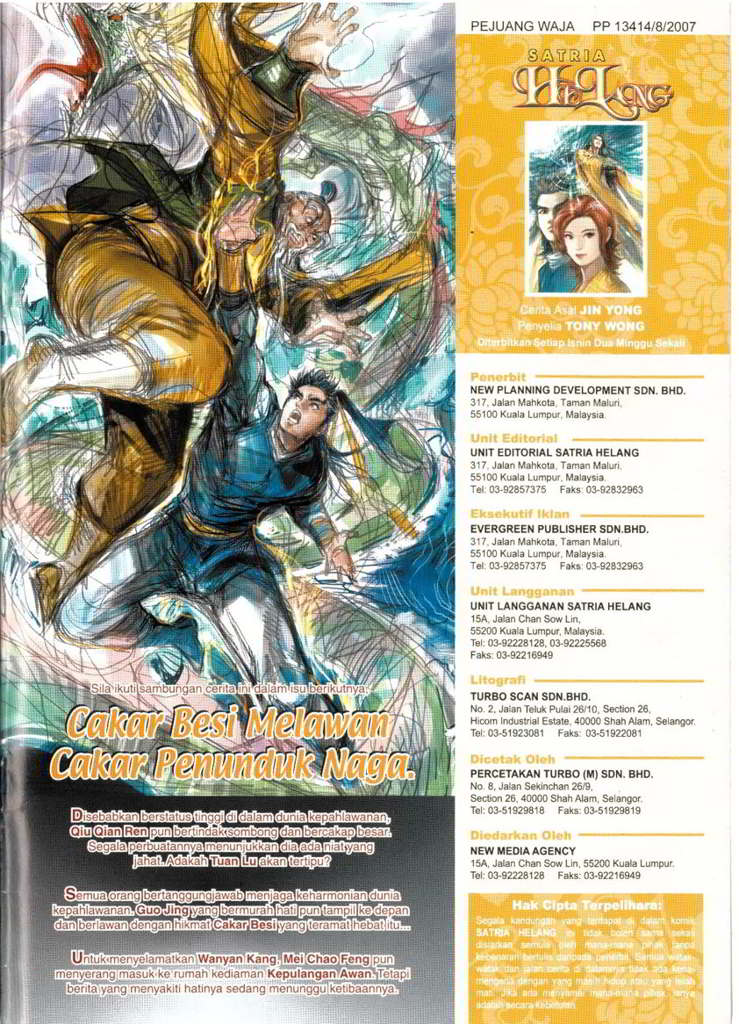 Sila ikuti sambungan cerita ini dalam isu berikutnya,
Cakar Besi Melawan
Cakar Penunduk Naga.
Disebabkan berstatus tinggi di dalam dunia kepahlawanan,
Qiu Qian Ren pun bertindak sombong dan bercakap besar.
Segala perbuatannya menunjukkan dia ada niat yang
jahat. Adakah Tuan Lu akan tertipu?
Semua orang bertanggungjawab menjaga keharmonian dunia
kepahlawanan. Guo Jing yang bermurah hati pun tampil ke depan
dan berlawan dengan hikmat Cakar Besi yang teramat hebat itu...
Untuk menyelamatkan Wanyan Kang, Mei Chao Feng pun
menyerang masuk ke rumah kediaman Kepulangan Awan. Tetapi
berita yang menyakiti hatinya sedang menunggu ketibaannya.
PEJUANG WAJA PP 13414/8/2007
SATRIA
HELANG
Cerita Asal JIN YONG
Penyelia TONY WONG
Diterbitkan Setiap Isnin Dua Minggu Sekali
Penerbit
NEW PLANNING DEVELOPMENT SDN. BHD.
317, Jalan Mahkota, Taman Maluri,
55100 Kuala Lumpur, Malaysia.
Unit Editorial
UNIT EDITORIAL SATRIA HELANG
317, Jalan Mahkota, Taman Maluri,
55100 Kuala Lumpur, Malaysia.
Tel: 03-92857375 Faks: 03-92832963
Eksekutif Iklan
EVERGREEN PUBLISHER SDN.BHD.
317, Jalan Mahkota, Taman Maluri,
55100 Kuala Lumpur, Malaysia.
Tel: 03-92857375 Faks: 03-92832963
Unit Langganan
UNIT LANGGANAN SATRIA HELANG
15A, Jalan Chan Sow Lin,
55200 Kuala Lumpur, Malaysia.
Tel: 03-92228128, 03-92225568
Faks: 03-92216949
Litografi
TURBO SCAN SDN.BHD.
No. 2, Jalan Teluk Pulai 26/10, Section 26,
Hicom Industrial Estate, 40000 Shah Alam, Selangor.
Tel: 03-51923081 Faks: 03-51922081
Dicetak Oleh
PERCETAKAN TURBO (M) SDN. BHD.
No. 8, Jalan Sekinchan 26/9,
Section 26, 40000 Shah Alam, Selangor.
Tel: 03-51929818 Faks: 03-51929819
Diedarkan Oleh
NEW MEDIA AGENCY
15A, Jalan Chan Sow Lin, 55200 Kuala Lumpur.
Tel: 03-92228128 Faks: 03-92216949
Hak Cipta Terpelihara:
Segala kandungan yang terdapat di dalam komik
SATRIA HELANG ini tidak boleh sama sekali
disiarkan semula oleh mana-mana pihak tanpa
kebenaran bertulis daripada penerbit. Semua watak-
watak dan jalan cerita di dalamnya tidak ada kena-
mengena dengan yang masih hidup atau yang telah
mati. Jika ada menyamai mana-mana pihak, ianya
adalah secara kebetulan.